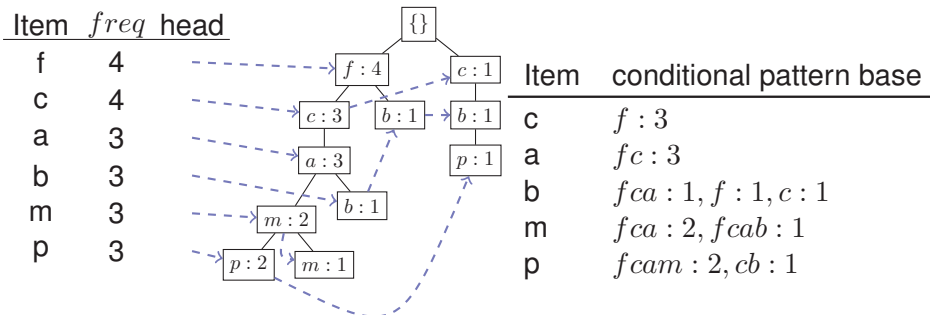 Item freq head
f 4
c 4
a 3
b 3
m 3
p 3
{}
f : 4
c : 1
c : 3
b : 1
b : 1
a : 3
p : 1
m : 2
b : 1
p : 2
m : 1
Item conditional pattern base
c f : 3
a fc : 3
b fca : 1, f : 1, c : 1
m fca : 2, fcab : 1
p fcam : 2, cb : 1